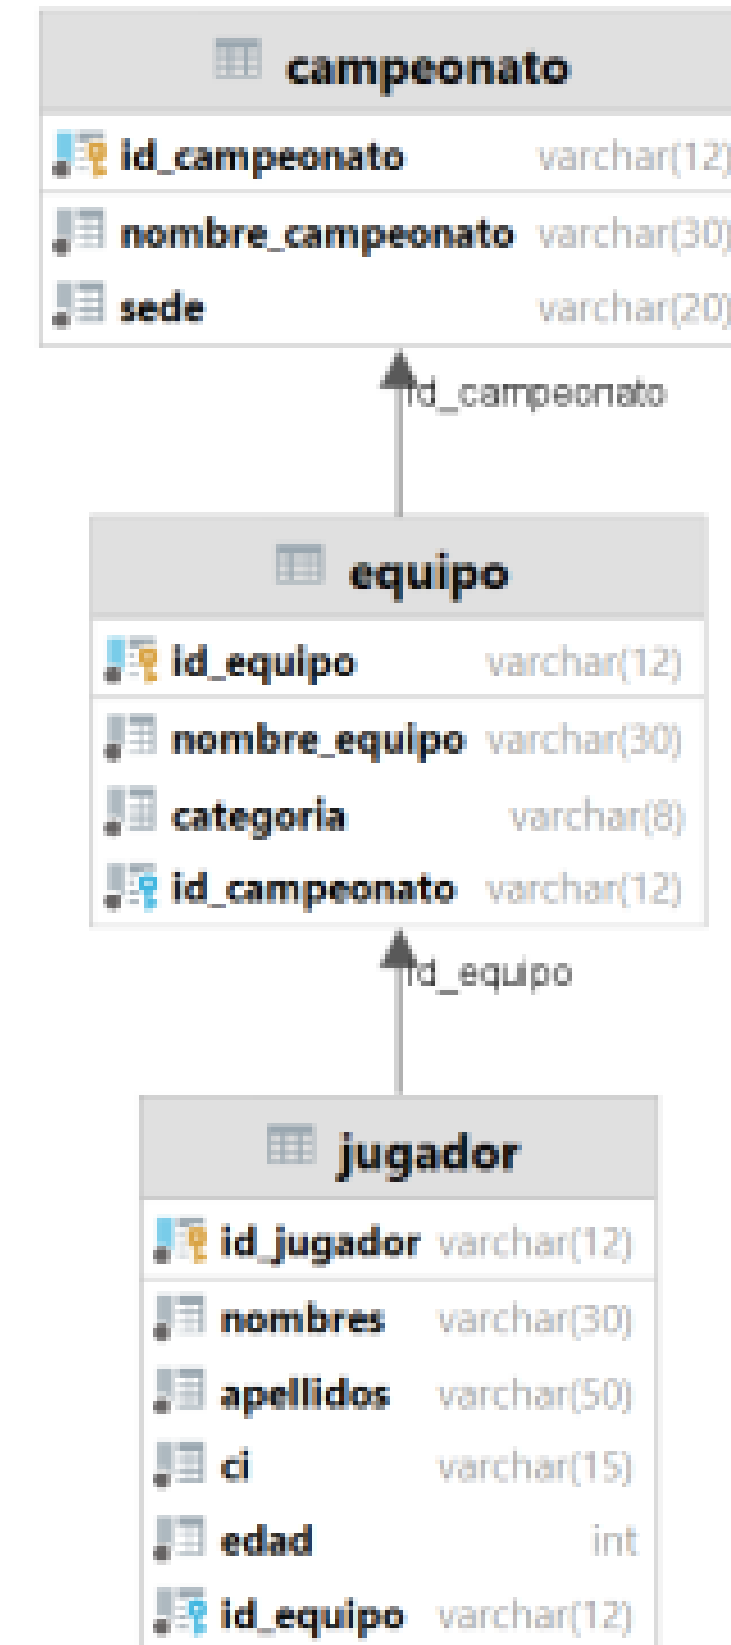 campeonato
id_campeonato varchar(12)
nombre_campeonato varchar(30)
sede varchar(20)
id_campeonato
equipo
id_equipo varchar(12)
nombre_equipo varchar(30)
categoria varchar(8)
id_campeonato varchar(12)
id_equipo
jugador
id_jugador varchar(12)
nombres varchar(30)
apellidos varchar(50)
ci varchar(15)
edad int
id_equipo varchar(12)